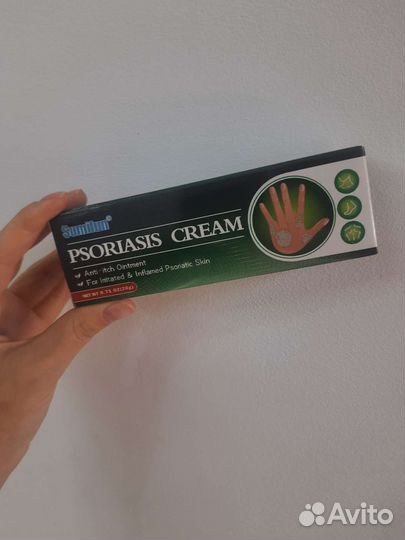 Sumifun®
PSORIASIS CREAM
✓ Anti-itch Ointment
✓ For Irritated & Inflamed Psoriatic Skin
Avito